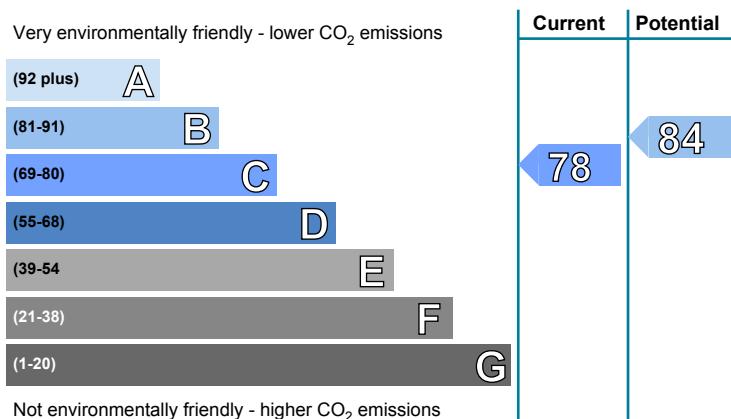 Very environmentally friendly - lower CO₂ emissions
Current
Potential
(92 plus) A
(81-91) B
(69-80) C
(55-68) D
(39-54 E
(21-38) F
(1-20) G
78
84
Not environmentally friendly - higher CO₂ emissions